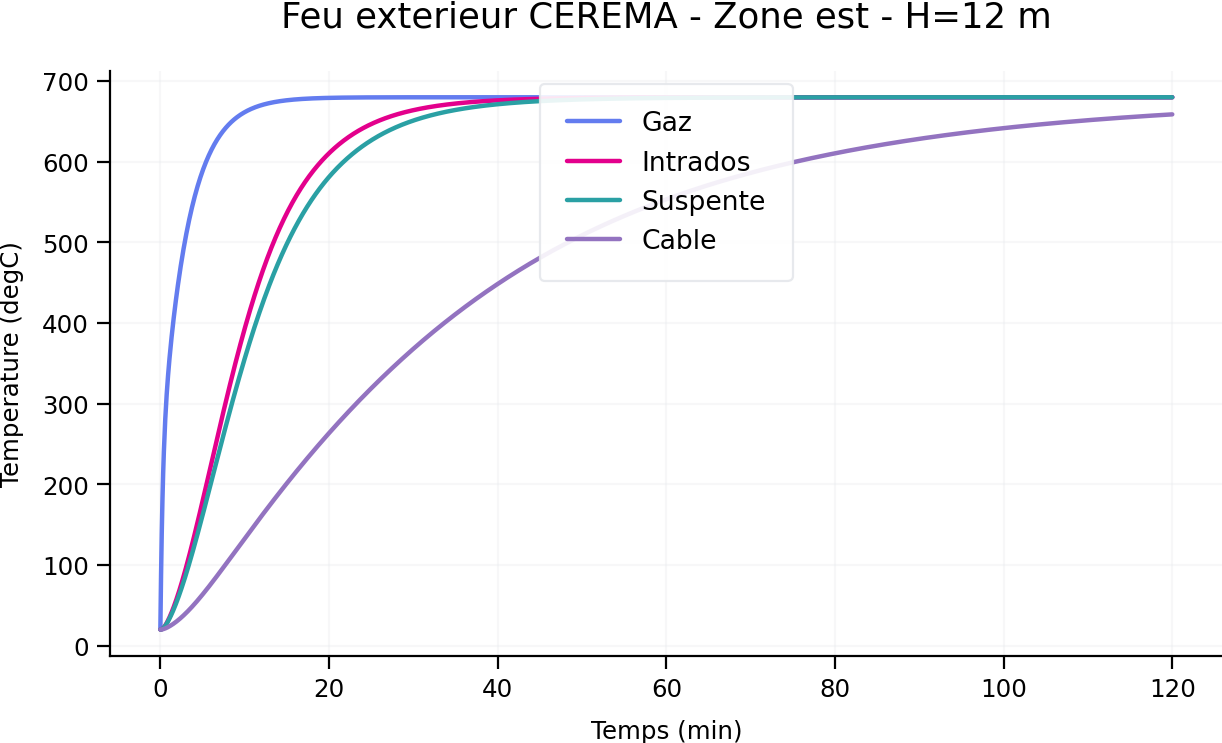 Feu exterieur CEREMA - Zone est - H=12 m
Temperature (degC)
700
600
500
400
300
200
100
0
Gaz
Intrados
Suspente
Cable
0 20 40 60 80 100 120
Temps (min)